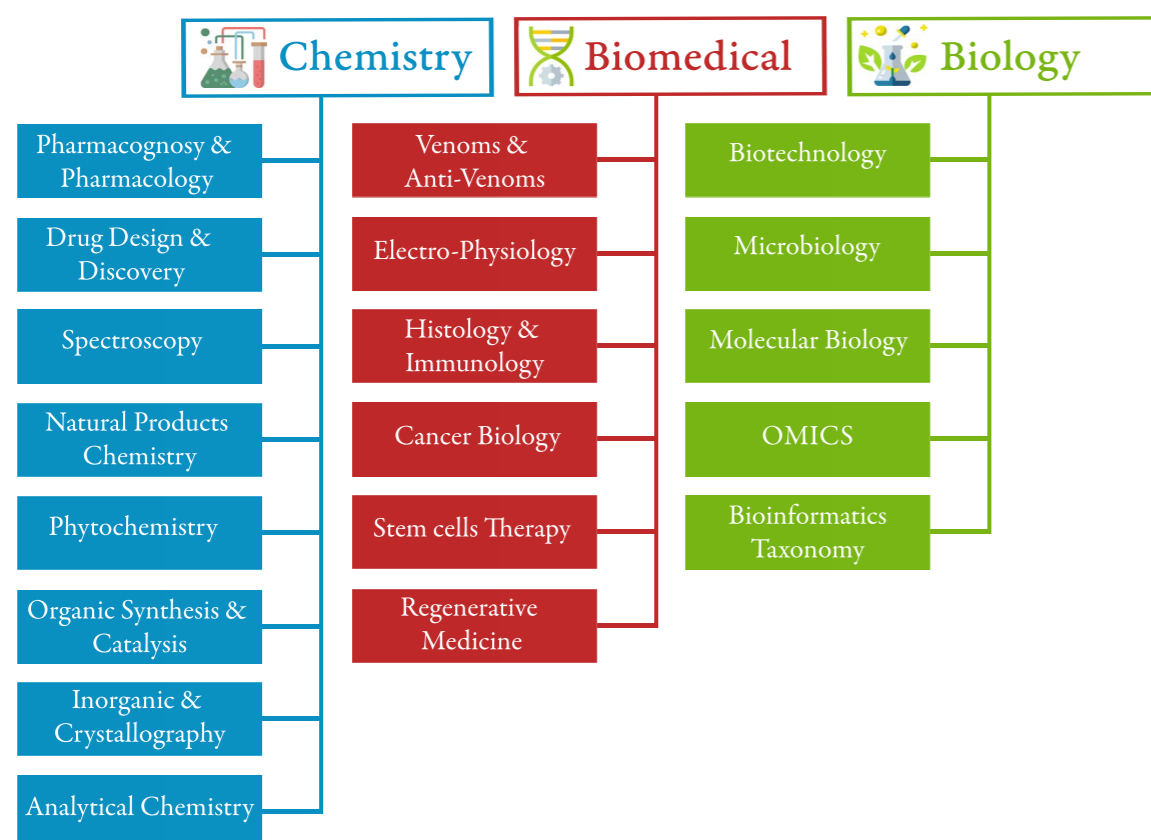 Chemistry
Pharmacognosy &
Pharmacology
Drug Design &
Discovery
Spectroscopy
Natural Products
Chemistry
Phytochemistry
Organic Synthesis &
Catalysis
Inorganic &
Crystallography
Analytical Chemistry
Biomedical
Venoms &
Anti-Venoms
Electro-Physiology
Histology &
Immunology
Cancer Biology
Stem cells Therapy
Regenerative
Medicine
Biology
Biotechnology
Microbiology
Molecular Biology
OMICS
Bioinformatics
Taxonomy